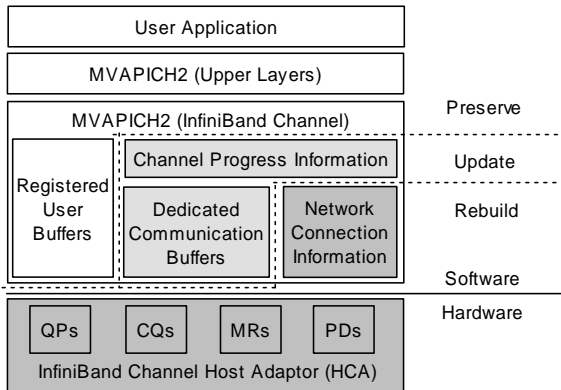 User Application
MVAPICH2 (Upper Layers)
MVAPICH2 (InfiniBand Channel)
Preserve
Channel Progress Information
Update
Registered
User
Buffers
Dedicated
Communication
Buffers
Network
Connection
Information
Rebuild
Software
Hardware
QPs
CQs
MRs
PDs
InfiniBand Channel Host Adaptor (HCA)